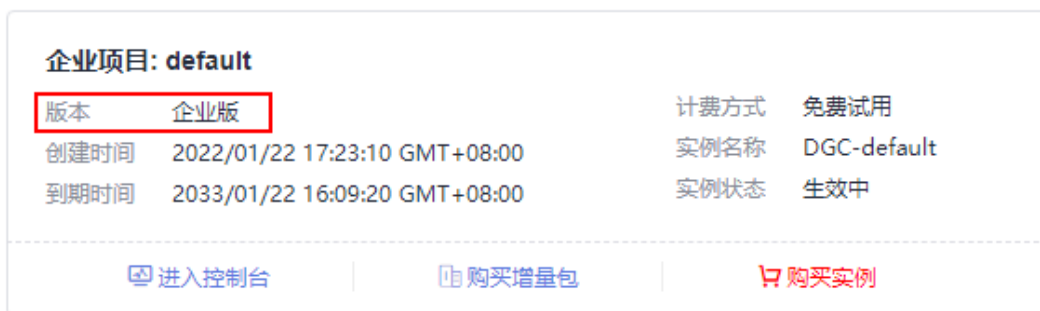 企业项目: default
版本 企业版
创建时间 2022/01/22 17:23:10 GMT+08:00
到期时间 2033/01/22 16:09:20 GMT+08:00
计费方式 免费试用
实例名称 DGC-default
实例状态 生效中
进入控制台 购买增量包 购买实例